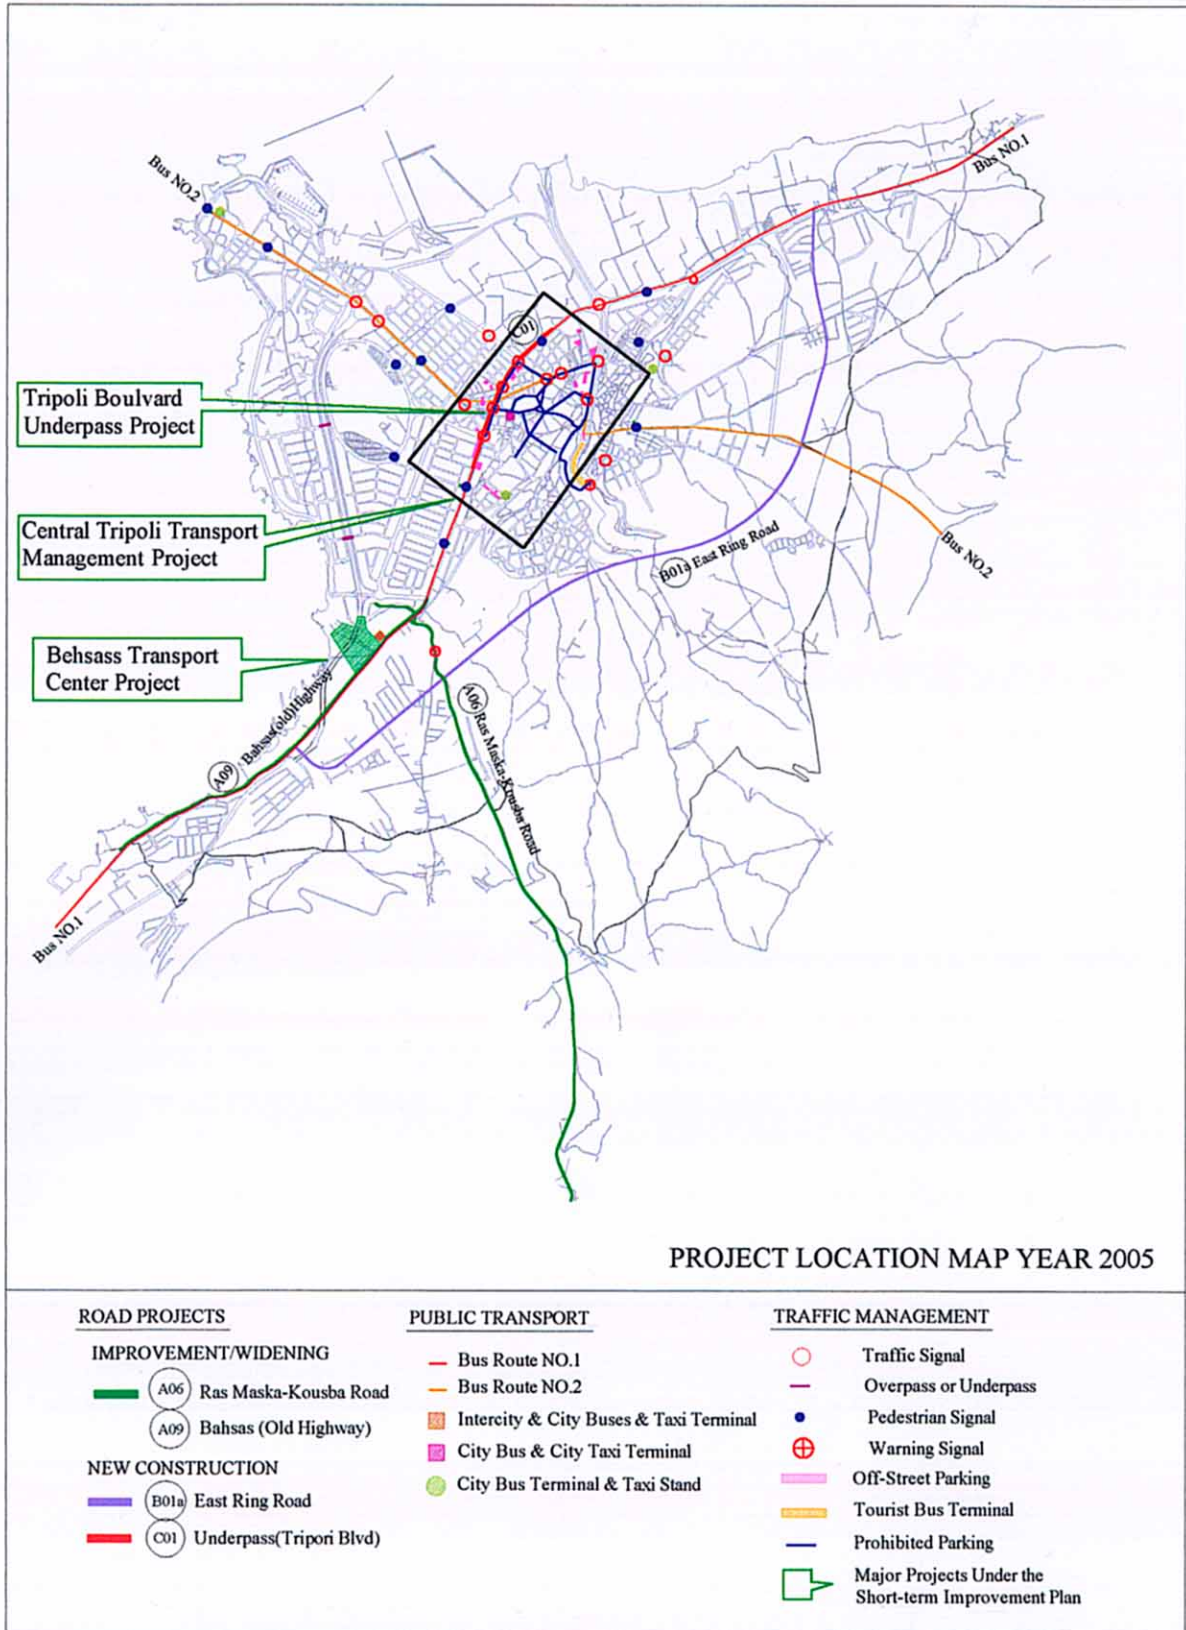 Bus NO.2
Bus NO.1
C01
Tripoli Boulvard
Underpass Project
Central Tripoli Transport
Management Project
B01a East Ring Road
Bus NO.2
Behsass Transport
Center Project
A06 Ras Maska-Kousba Road
A09 Bahsas(old)Highway
Bus NO.1
PROJECT LOCATION MAP YEAR 2005
ROAD PROJECTS
IMPROVEMENT/WIDENING
A06 Ras Maska-Kousba Road
A09 Bahsas (Old Highway)
NEW CONSTRUCTION
B01a East Ring Road
C01 Underpass(Tripori Blvd)
PUBLIC TRANSPORT
Bus Route NO.1
Bus Route NO.2
Intercity & City Buses & Taxi Terminal
City Bus & City Taxi Terminal
City Bus Terminal & Taxi Stand
TRAFFIC MANAGEMENT
Traffic Signal
Overpass or Underpass
Pedestrian Signal
Warning Signal
Off-Street Parking
Tourist Bus Terminal
Prohibited Parking
Major Projects Under the
Short-term Improvement Plan